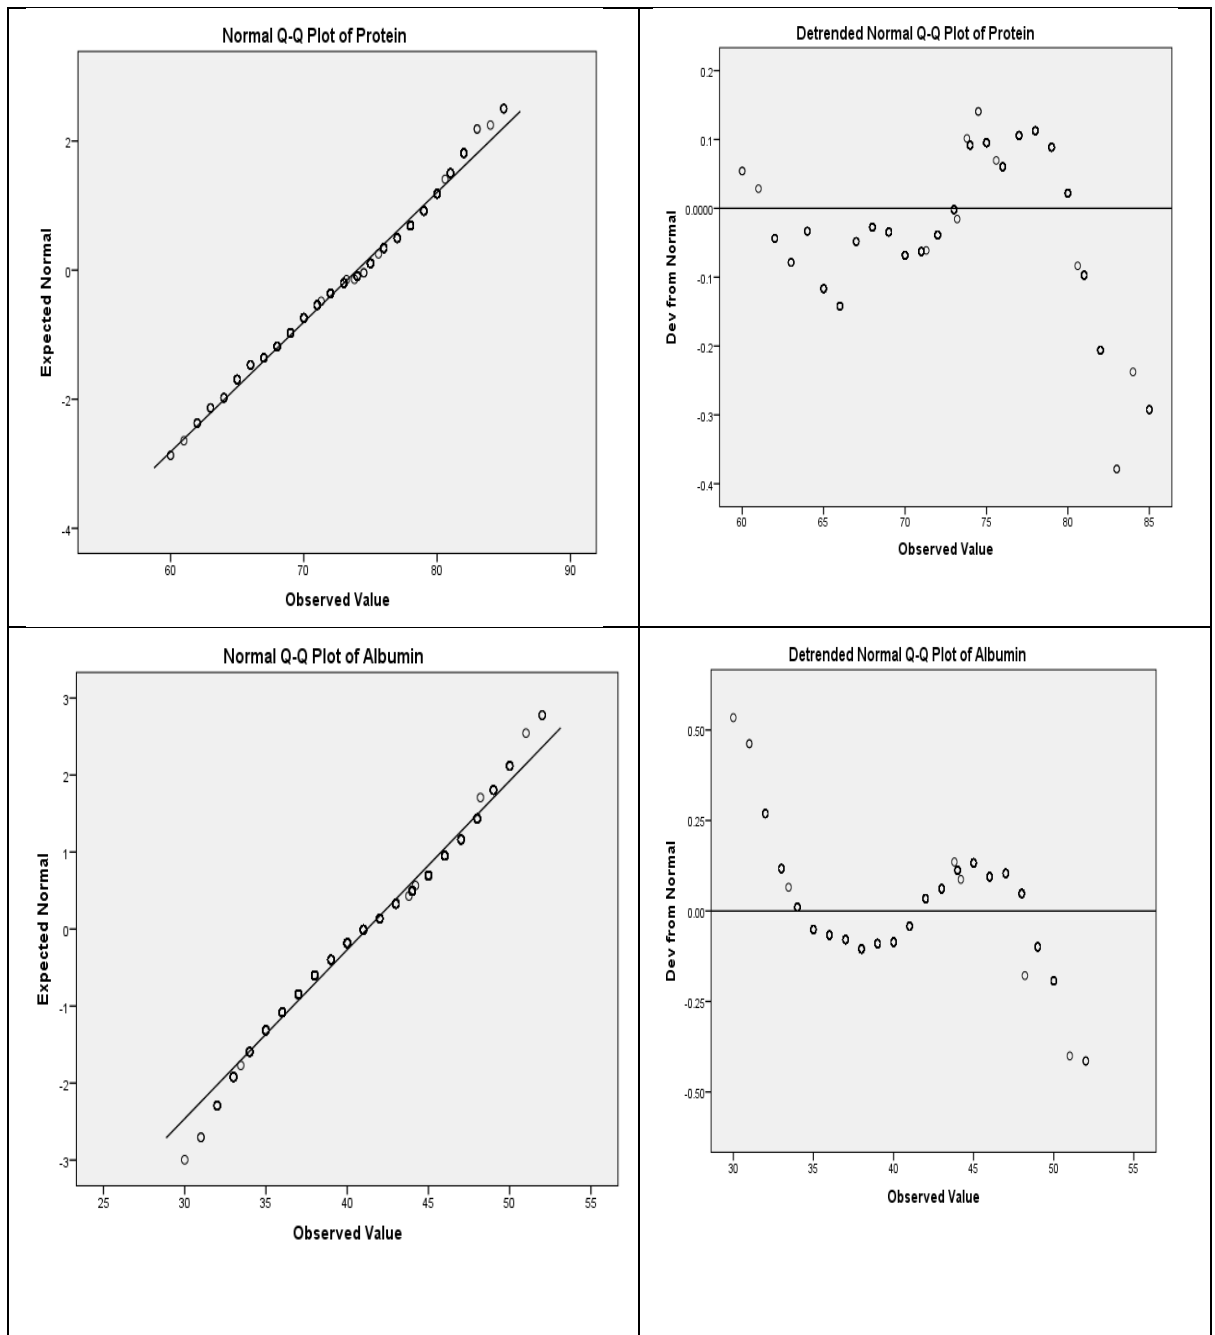 Normal Q-Q Plot of Protein
Expected Normal
2
0
-2
-4
60 70 80 90
Observed Value
Detrended Normal Q-Q Plot of Protein
Dev from Normal
0.2
0.1
0.0000
-0.1
-0.2
-0.3
-0.4
60 65 70 75 80 85
Observed Value
Normal Q-Q Plot of Albumin
Expected Normal
3
2
1
0
-1
-2
-3
25 30 35 40 45 50 55
Observed Value
Detrended Normal Q-Q Plot of Albumin
Dev from Normal
0.50
0.25
0.00
-0.25
-0.50
30 35 40 45 50 55
Observed Value